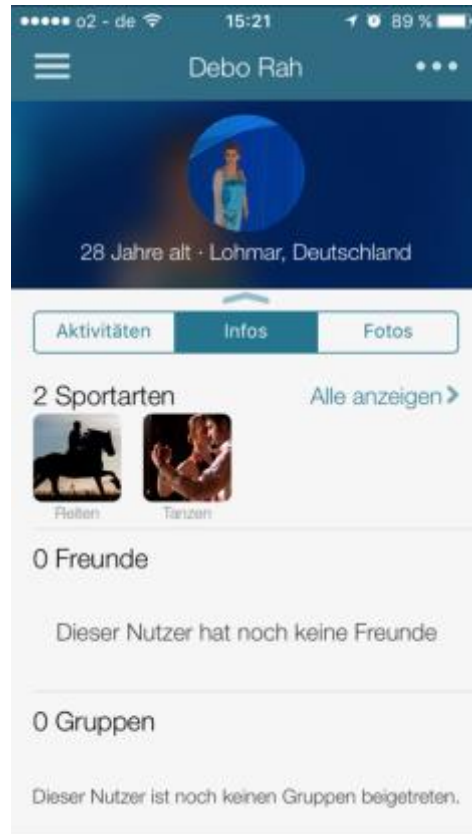 o2 - de 15:21 89 %
Debo Rah
28 Jahre alt · Lohmar, Deutschland
Aktivitäten Infos Fotos
2 Sportarten Alle anzeigen
Reiten Tanzen
0 Freunde
Dieser Nutzer hat noch keine Freunde
0 Gruppen
Dieser Nutzer ist noch keinen Gruppen beigetreten.